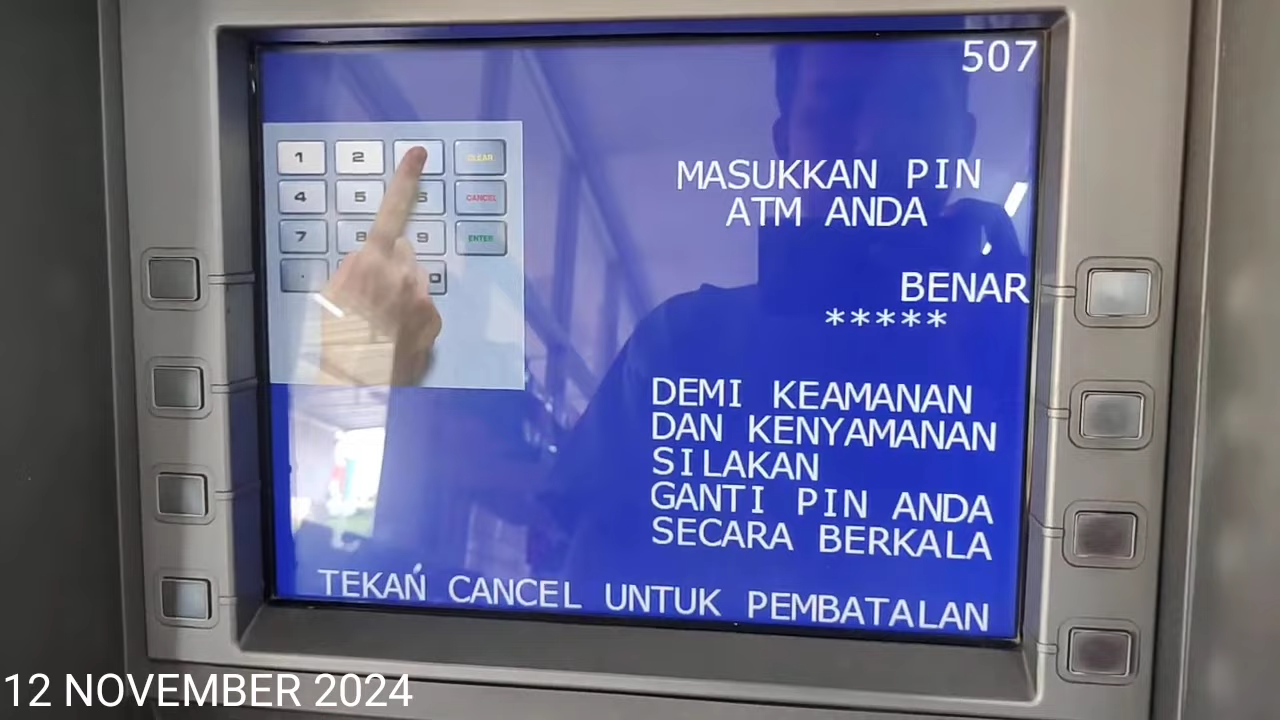 507
1 2 CLEAR
4 5 6 CANCEL
7 8 9 ENTER
. 0
MASUKKAN PIN
ATM ANDA
BENAR
*****
DEMI KEAMANAN
DAN KENYAMANAN
SILAKAN
GANTI PIN ANDA
SECARA BERKALA
TEKAN CANCEL UNTUK PEMBATALAN
12 NOVEMBER 2024